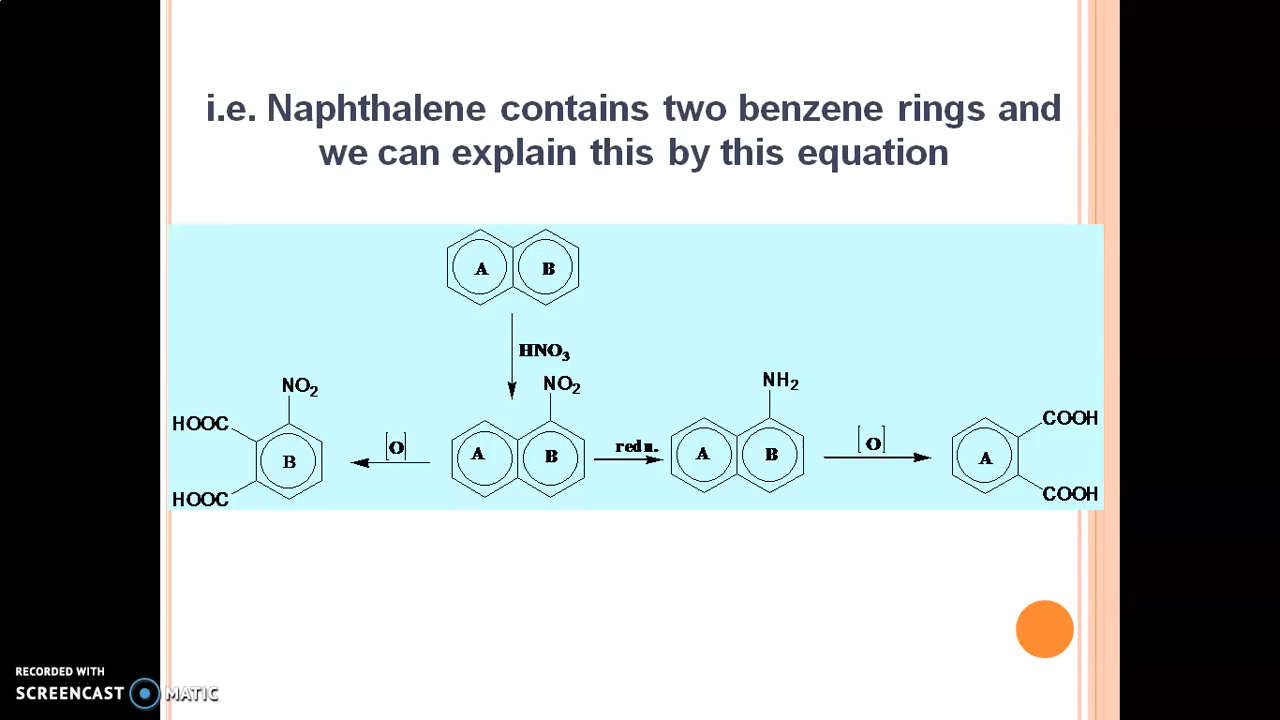 i.e. Naphthalene contains two benzene rings and
we can explain this by this equation
A B
HNO3
NO2
NO2
NH2
HOOC
COOH
B
[O]
A B
redn.
A B
[O]
A
HOOC
COOH
RECORDED WITH
SCREENCAST MATIC